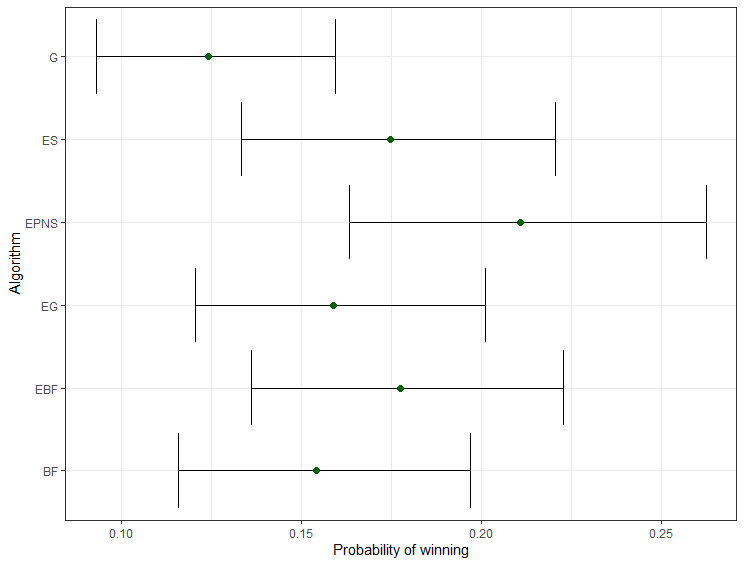 G
ES
EPNS
EG
EBF
BF
Algorithm
0.10 0.15 0.20 0.25
Probability of winning